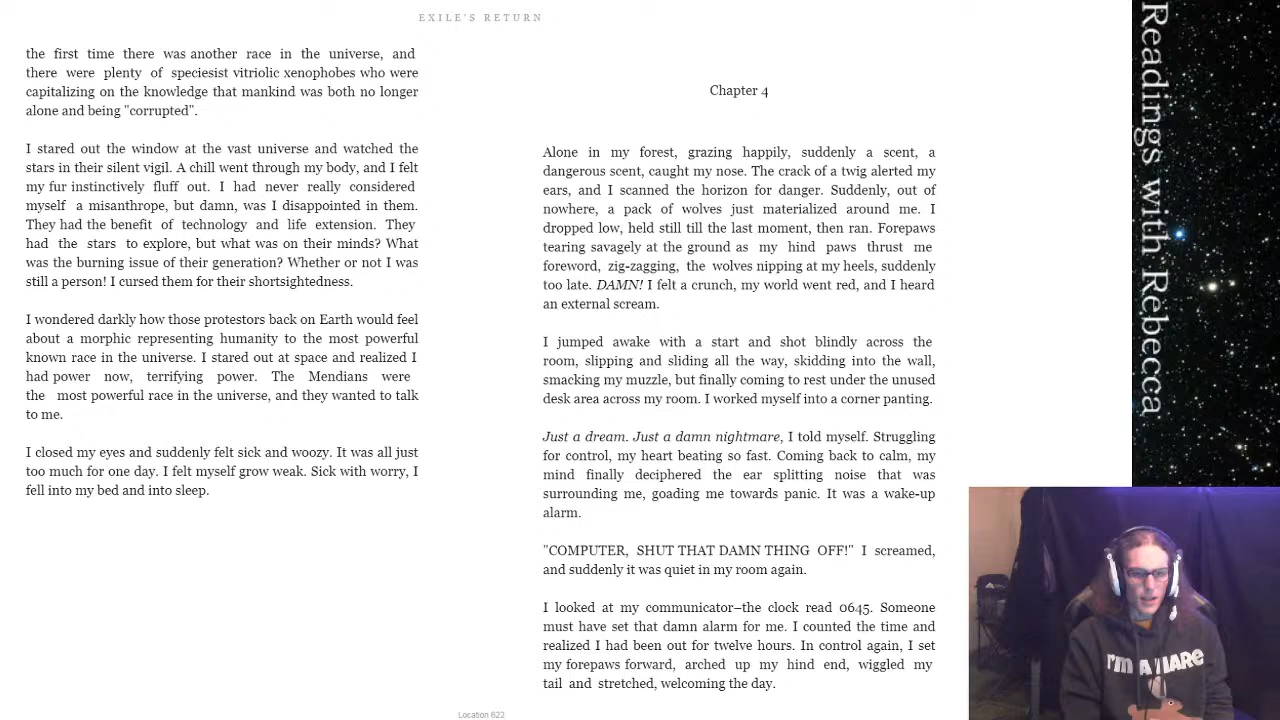 EXILE'S RETURN
the first time there was another race in the universe, and
there were plenty of speciesist vitriolic xenophobes who were
capitalizing on the knowledge that mankind was both no longer
alone and being "corrupted".
I stared out the window at the vast universe and watched the
stars in their silent vigil. A chill went through my body, and I felt
my fur instinctively fluff out. I had never really considered
myself a misanthrope, but damn, was I disappointed in them.
They had the benefit of technology and life extension. They
had the stars to explore, but what was on their minds? What
was the burning issue of their generation? Whether or not I was
still a person! I cursed them for their shortsightedness.
I wondered darkly how those protestors back on Earth would feel
about a morphic representing humanity to the most powerful
known race in the universe. I stared out at space and realized I
had power now, terrifying power. The Mendians were
the most powerful race in the universe, and they wanted to talk
to me.
I closed my eyes and suddenly felt sick and woozy. It was all just
too much for one day. I felt myself grow weak. Sick with worry, I
fell into my bed and into sleep.
Chapter 4
Alone in my forest, grazing happily, suddenly a scent, a
dangerous scent, caught my nose. The crack of a twig alerted my
ears, and I scanned the horizon for danger. Suddenly, out of
nowhere, a pack of wolves just materialized around me. I
dropped low, held still till the last moment, then ran. Forepaws
tearing savagely at the ground as my hind paws thrust me
foreword, zig-zagging, the wolves nipping at my heels, suddenly
too late. DAMN! I felt a crunch, my world went red, and I heard
an external scream.
I jumped awake with a start and shot blindly across the
room, slipping and sliding all the way, skidding into the wall,
smacking my muzzle, but finally coming to rest under the unused
desk area across my room. I worked myself into a corner panting.
Just a dream. Just a damn nightmare, I told myself. Struggling
for control, my heart beating so fast. Coming back to calm, my
mind finally deciphered the ear splitting noise that was
surrounding me, goading me towards panic. It was a wake-up
alarm.
"COMPUTER, SHUT THAT DAMN THING OFF!" I screamed,
and suddenly it was quiet in my room again.
I looked at my communicator–the clock read 0645. Someone
must have set that damn alarm for me. I counted the time and
realized I had been out for twelve hours. In control again, I set
my forepaws forward, arched up my hind end, wiggled my
tail and stretched, welcoming the day.
Location 622
Readings with Rebecca
I'M A HARE